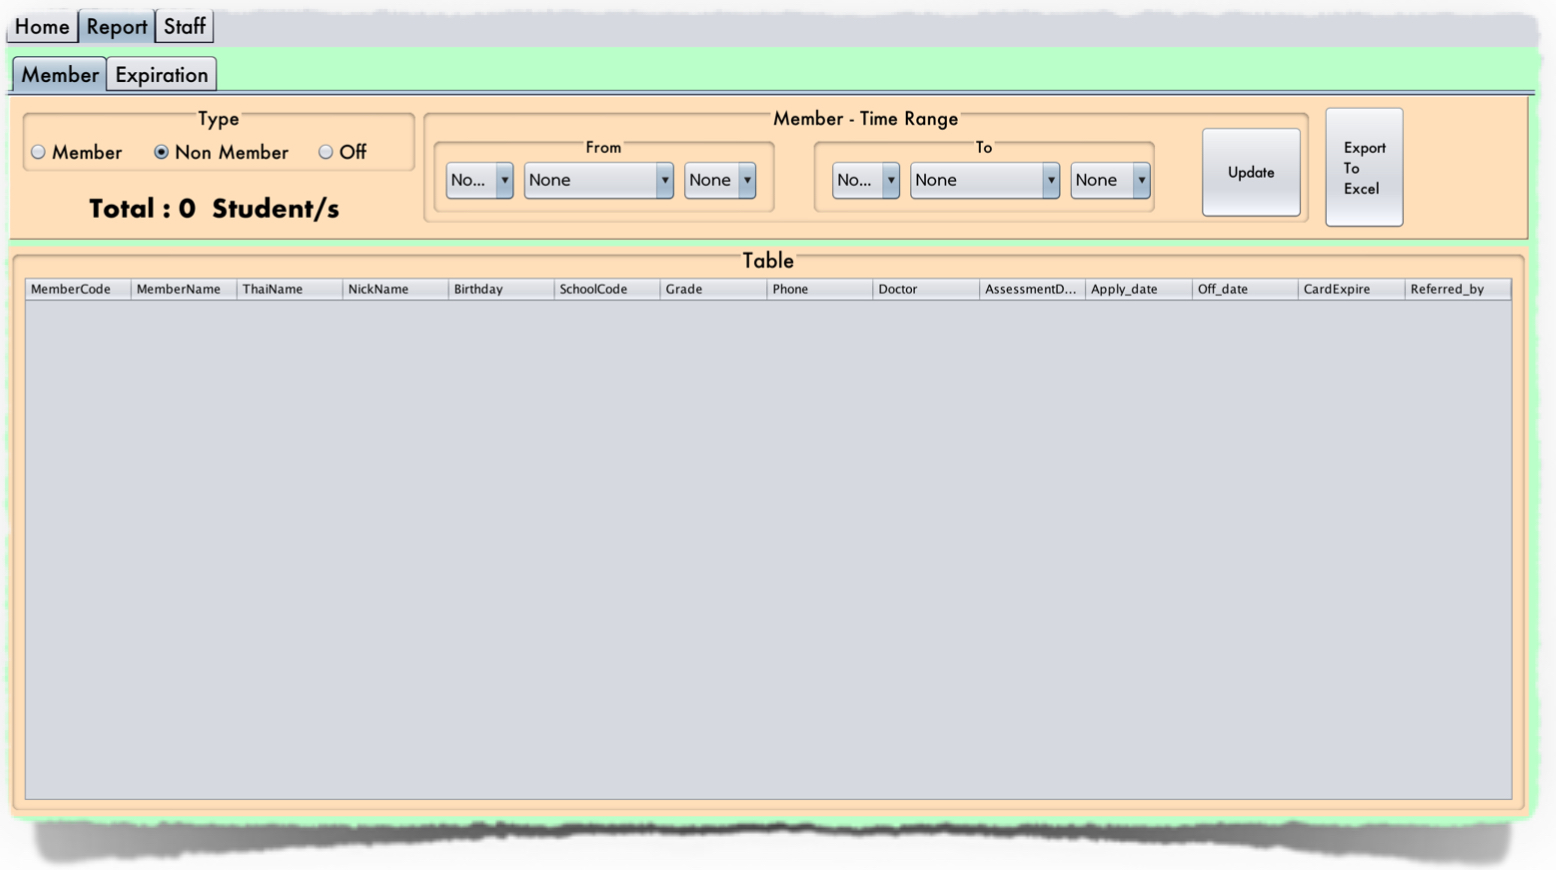 Home Report Staff
Member Expiration
Type
Member Non Member Off
Total : 0 Student/s
Member - Time Range
From
No... None None
To
No... None None
Update
Export
To
Excel
Table
MemberCode MemberName ThaiName NickName Birthday SchoolCode Grade Phone Doctor AssessmentD... Apply_date Off_date CardExpire Referred_by